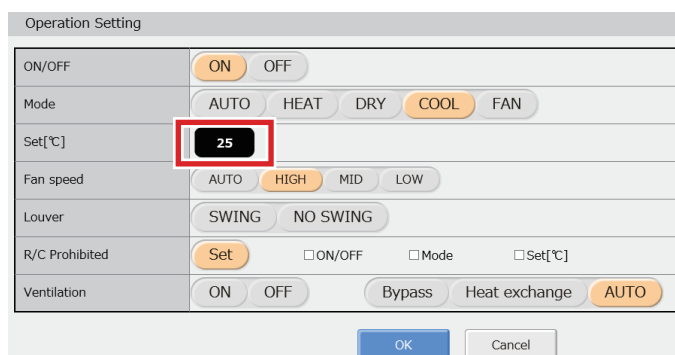 Operation Setting
ON/OFF ON OFF
Mode AUTO HEAT DRY COOL FAN
Set[℃] 25
Fan speed AUTO HIGH MID LOW
Louver SWING NO SWING
R/C Prohibited Set □ON/OFF □Mode □Set[℃]
Ventilation ON OFF Bypass Heat exchange AUTO
OK Cancel